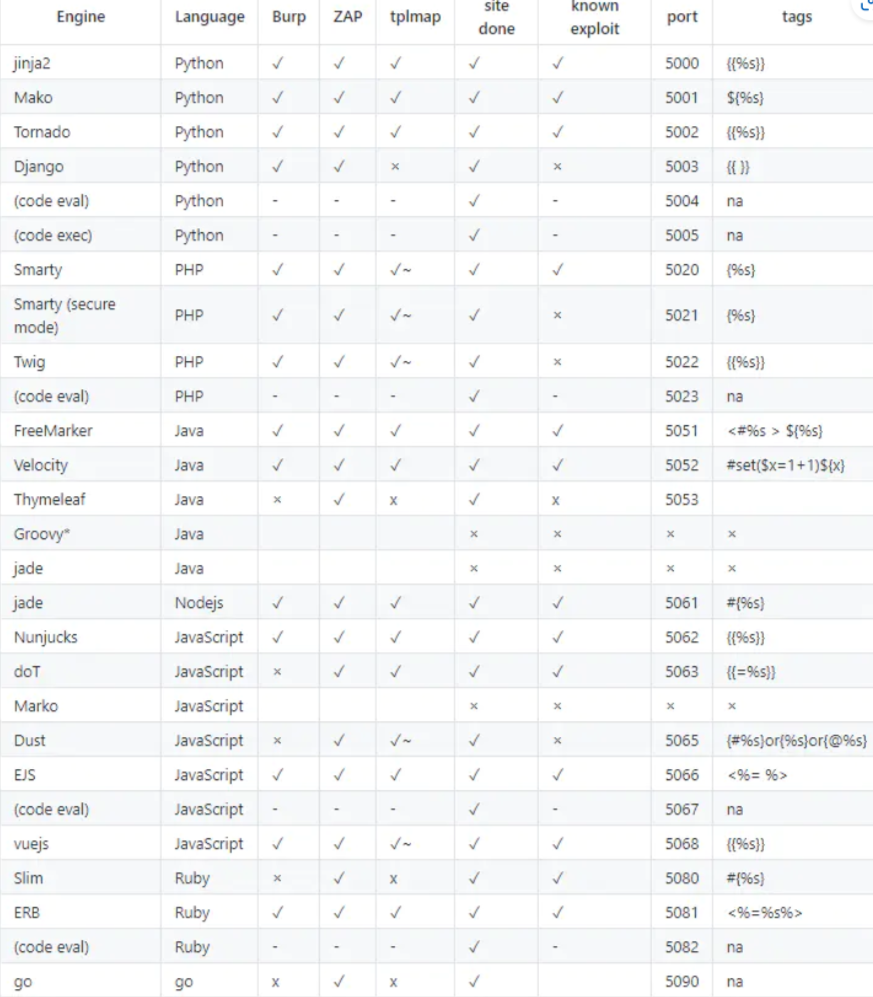 Engine Language Burp ZAP tplmap site done known exploit port tags
jinja2 Python ✓ ✓ ✓ ✓ ✓ 5000 {{%s}}
Mako Python ✓ ✓ ✓ ✓ ✓ 5001 ${%s}
Tornado Python ✓ ✓ ✓ ✓ ✓ 5002 {{%s}}
Django Python ✓ ✓ × ✓ × 5003 {{ }}
(code eval) Python - - - ✓ - 5004 na
(code exec) Python - - - ✓ - 5005 na
Smarty PHP ✓ ✓ ✓~ ✓ ✓ 5020 {%s}
Smarty (secure mode) PHP ✓ ✓ ✓~ ✓ × 5021 {%s}
Twig PHP ✓ ✓ ✓~ ✓ × 5022 {{%s}}
(code eval) PHP - - - ✓ - 5023 na
FreeMarker Java ✓ ✓ ✓ ✓ ✓ 5051 <#%s > ${%s}
Velocity Java ✓ ✓ ✓ ✓ ✓ 5052 #set($x=1+1)${x}
Thymeleaf Java × ✓ x ✓ x 5053
Groovy* Java × × × ×
jade Java × × × ×
jade Nodejs ✓ ✓ ✓ ✓ ✓ 5061 #{%s}
Nunjucks JavaScript ✓ ✓ ✓ ✓ ✓ 5062 {{%s}}
doT JavaScript × ✓ ✓ ✓ ✓ 5063 {{=%s}}
Marko JavaScript × × × ×
Dust JavaScript × ✓ ✓~ ✓ × 5065 {#%s}or{%s}or{@%s}
EJS JavaScript ✓ ✓ ✓ ✓ ✓ 5066 <%= %>
(code eval) JavaScript - - - ✓ - 5067 na
vuejs JavaScript ✓ ✓ ✓~ ✓ ✓ 5068 {{%s}}
Slim Ruby × ✓ x ✓ ✓ 5080 #{%s}
ERB Ruby ✓ ✓ ✓ ✓ ✓ 5081 <%=%s%>
(code eval) Ruby - - - ✓ - 5082 na
go go x ✓ x ✓ 5090 na